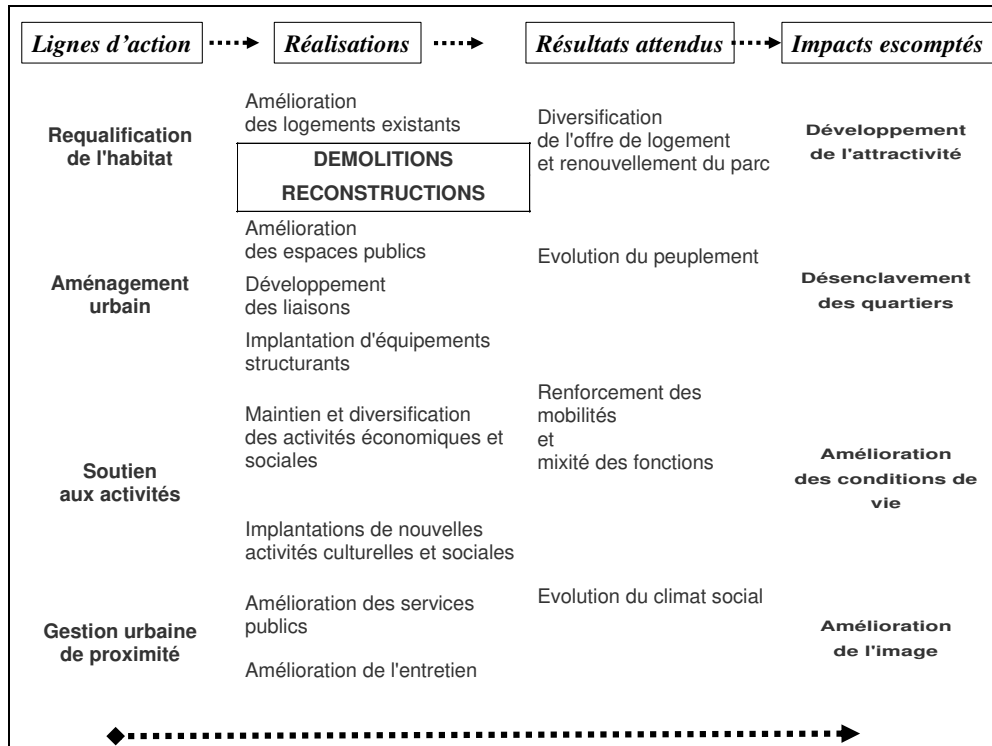 Lignes d'action
Réalisations
Résultats attendus
Impacts escomptés
Requalification
de l'habitat
Amélioration
des logements existants
DEMOLITIONS
RECONSTRUCTIONS
Diversification
de l'offre de logement
et renouvellement du parc
Développement
de l'attractivité
Aménagement
urbain
Amélioration
des espaces publics
Développement
des liaisons
Implantation d'équipements
structurants
Evolution du peuplement
Désenclavement
des quartiers
Soutien
aux activités
Maintien et diversification
des activités économiques et
sociales
Implantations de nouvelles
activités culturelles et sociales
Renforcement des
mobilités
et
mixité des fonctions
Amélioration
des conditions de
vie
Gestion urbaine
de proximité
Amélioration des services
publics
Amélioration de l'entretien
Evolution du climat social
Amélioration
de l'image